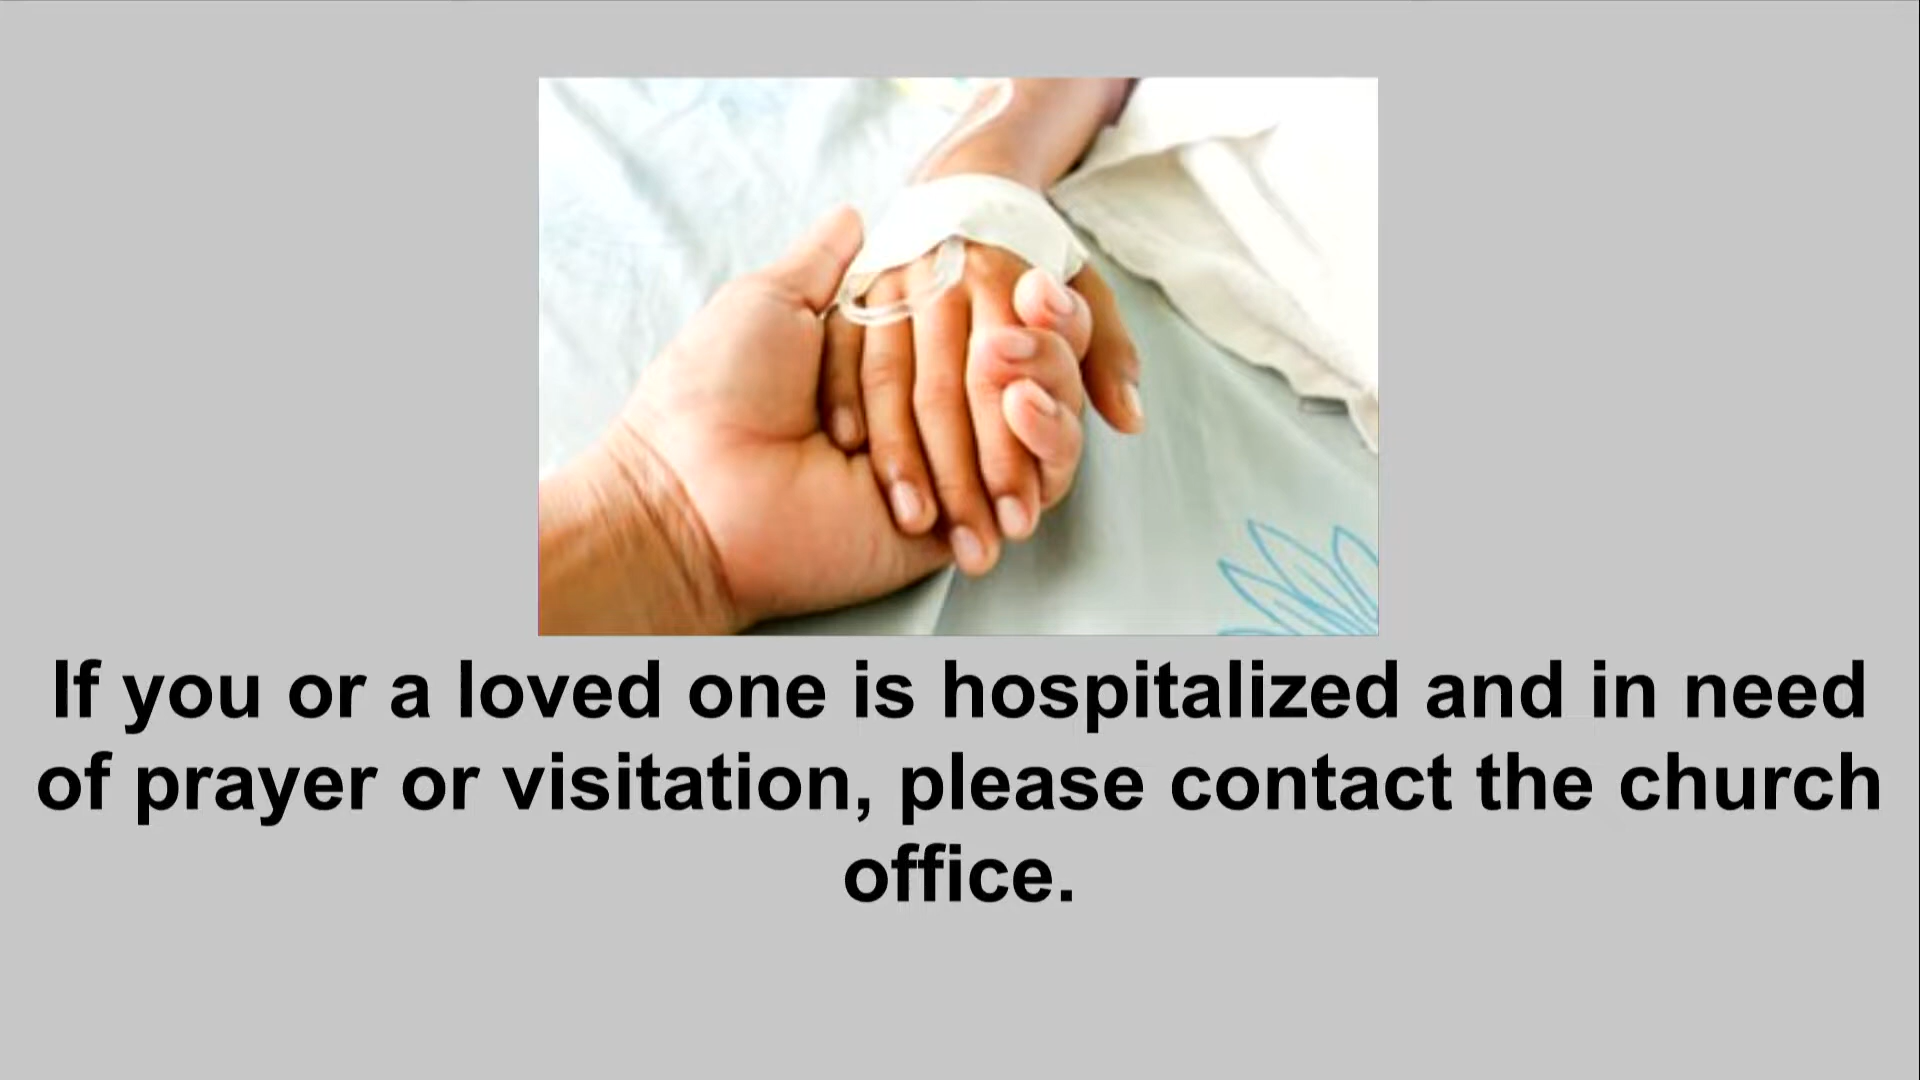 If you or a loved one is hospitalized and in need
of prayer or visitation, please contact the church
office.